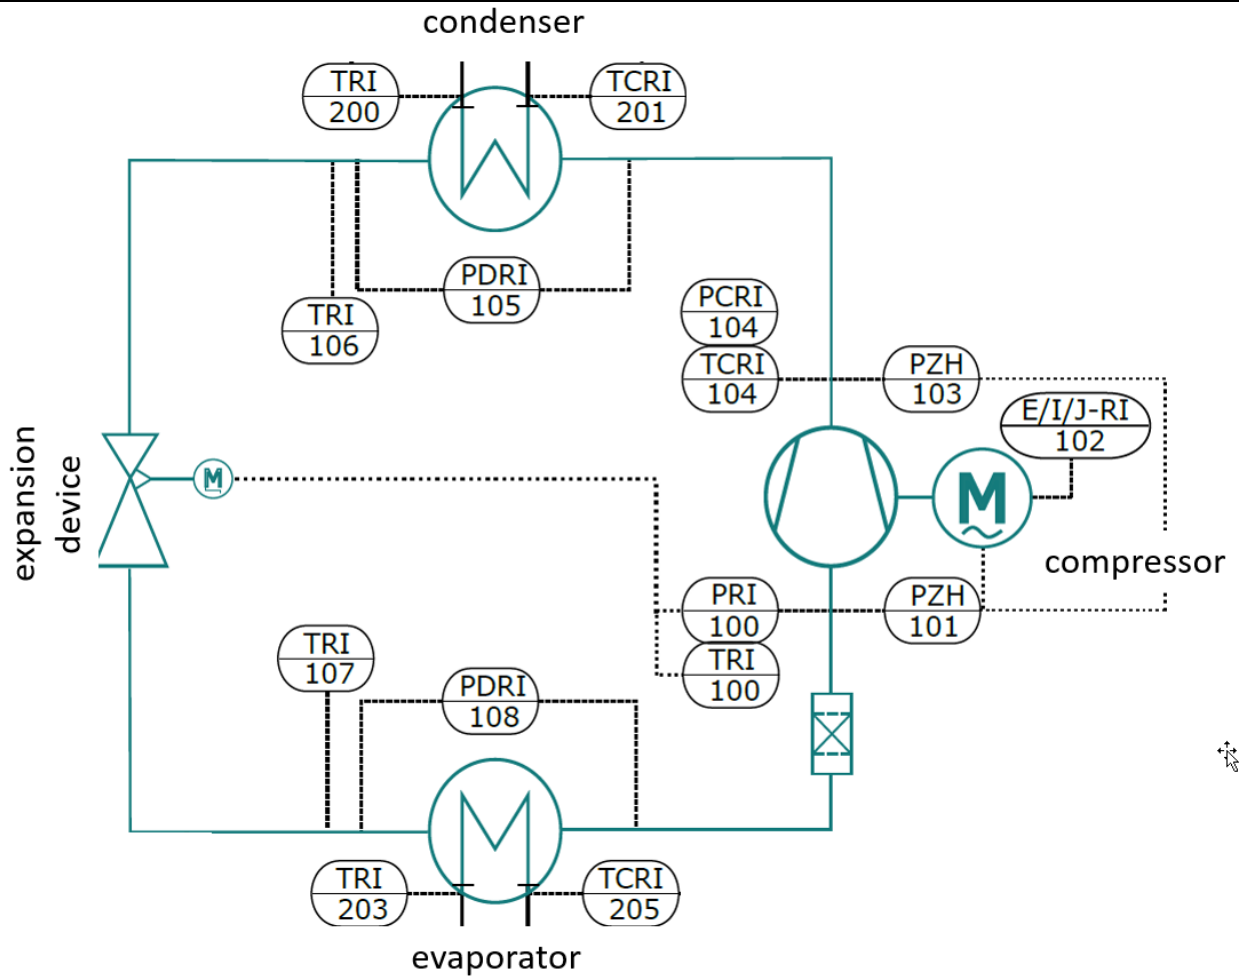 condenser
TRI
200
TCRI
201
PDRI
105
TRI
106
PCRI
104
TCRI
104
PZH
103
E/I/J-RI
102
expansion
device
M
M
compressor
PRI
100
PZH
101
TRI
100
TRI
107
PDRI
108
TRI
203
TCRI
205
evaporator